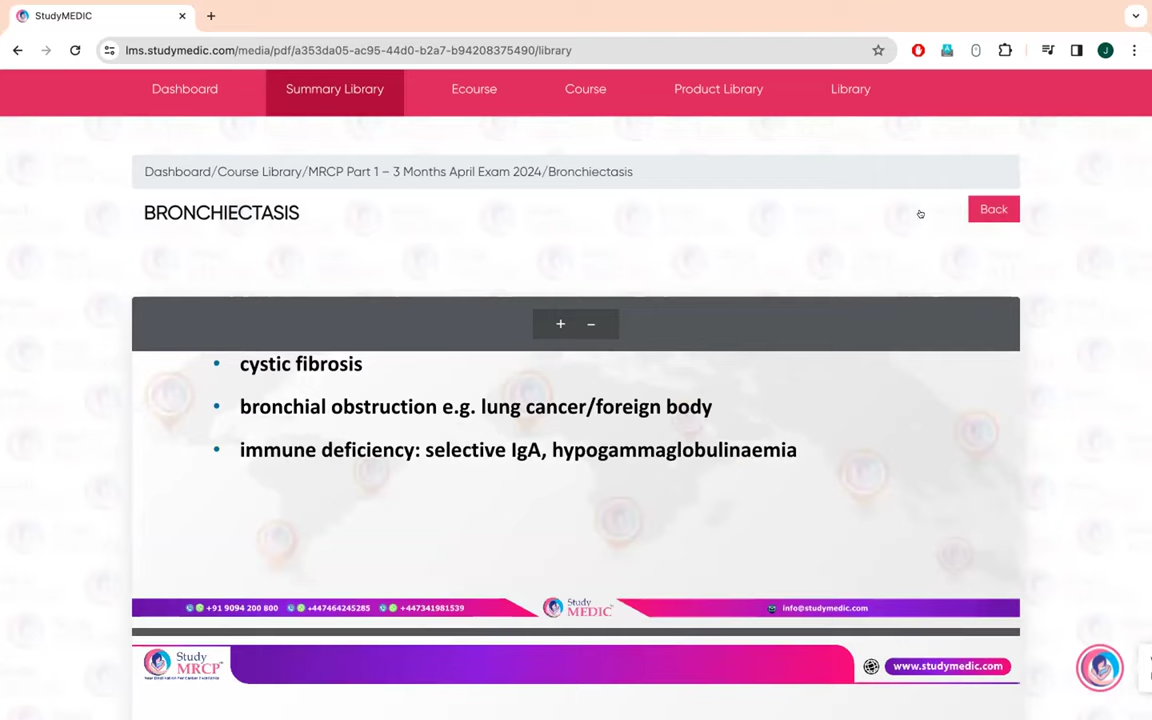 StudyMEDIC
lms.studymedic.com/media/pdf/a353da05-ac95-44d0-b2a7-b94208375490/library
J
Dashboard
Summary Library
Ecourse
Course
Product Library
Library
Dashboard/Course Library/MRCP Part 1 – 3 Months April Exam 2024/Bronchiectasis
BRONCHIECTASIS
Back
+ −
• cystic fibrosis
• bronchial obstruction e.g. lung cancer/foreign body
• immune deficiency: selective IgA, hypogammaglobulinaemia
+91 9094 200 800
+447464245285
+447341981539
Study
MEDIC
info@studymedic.com
Study
MRCP
www.studymedic.com